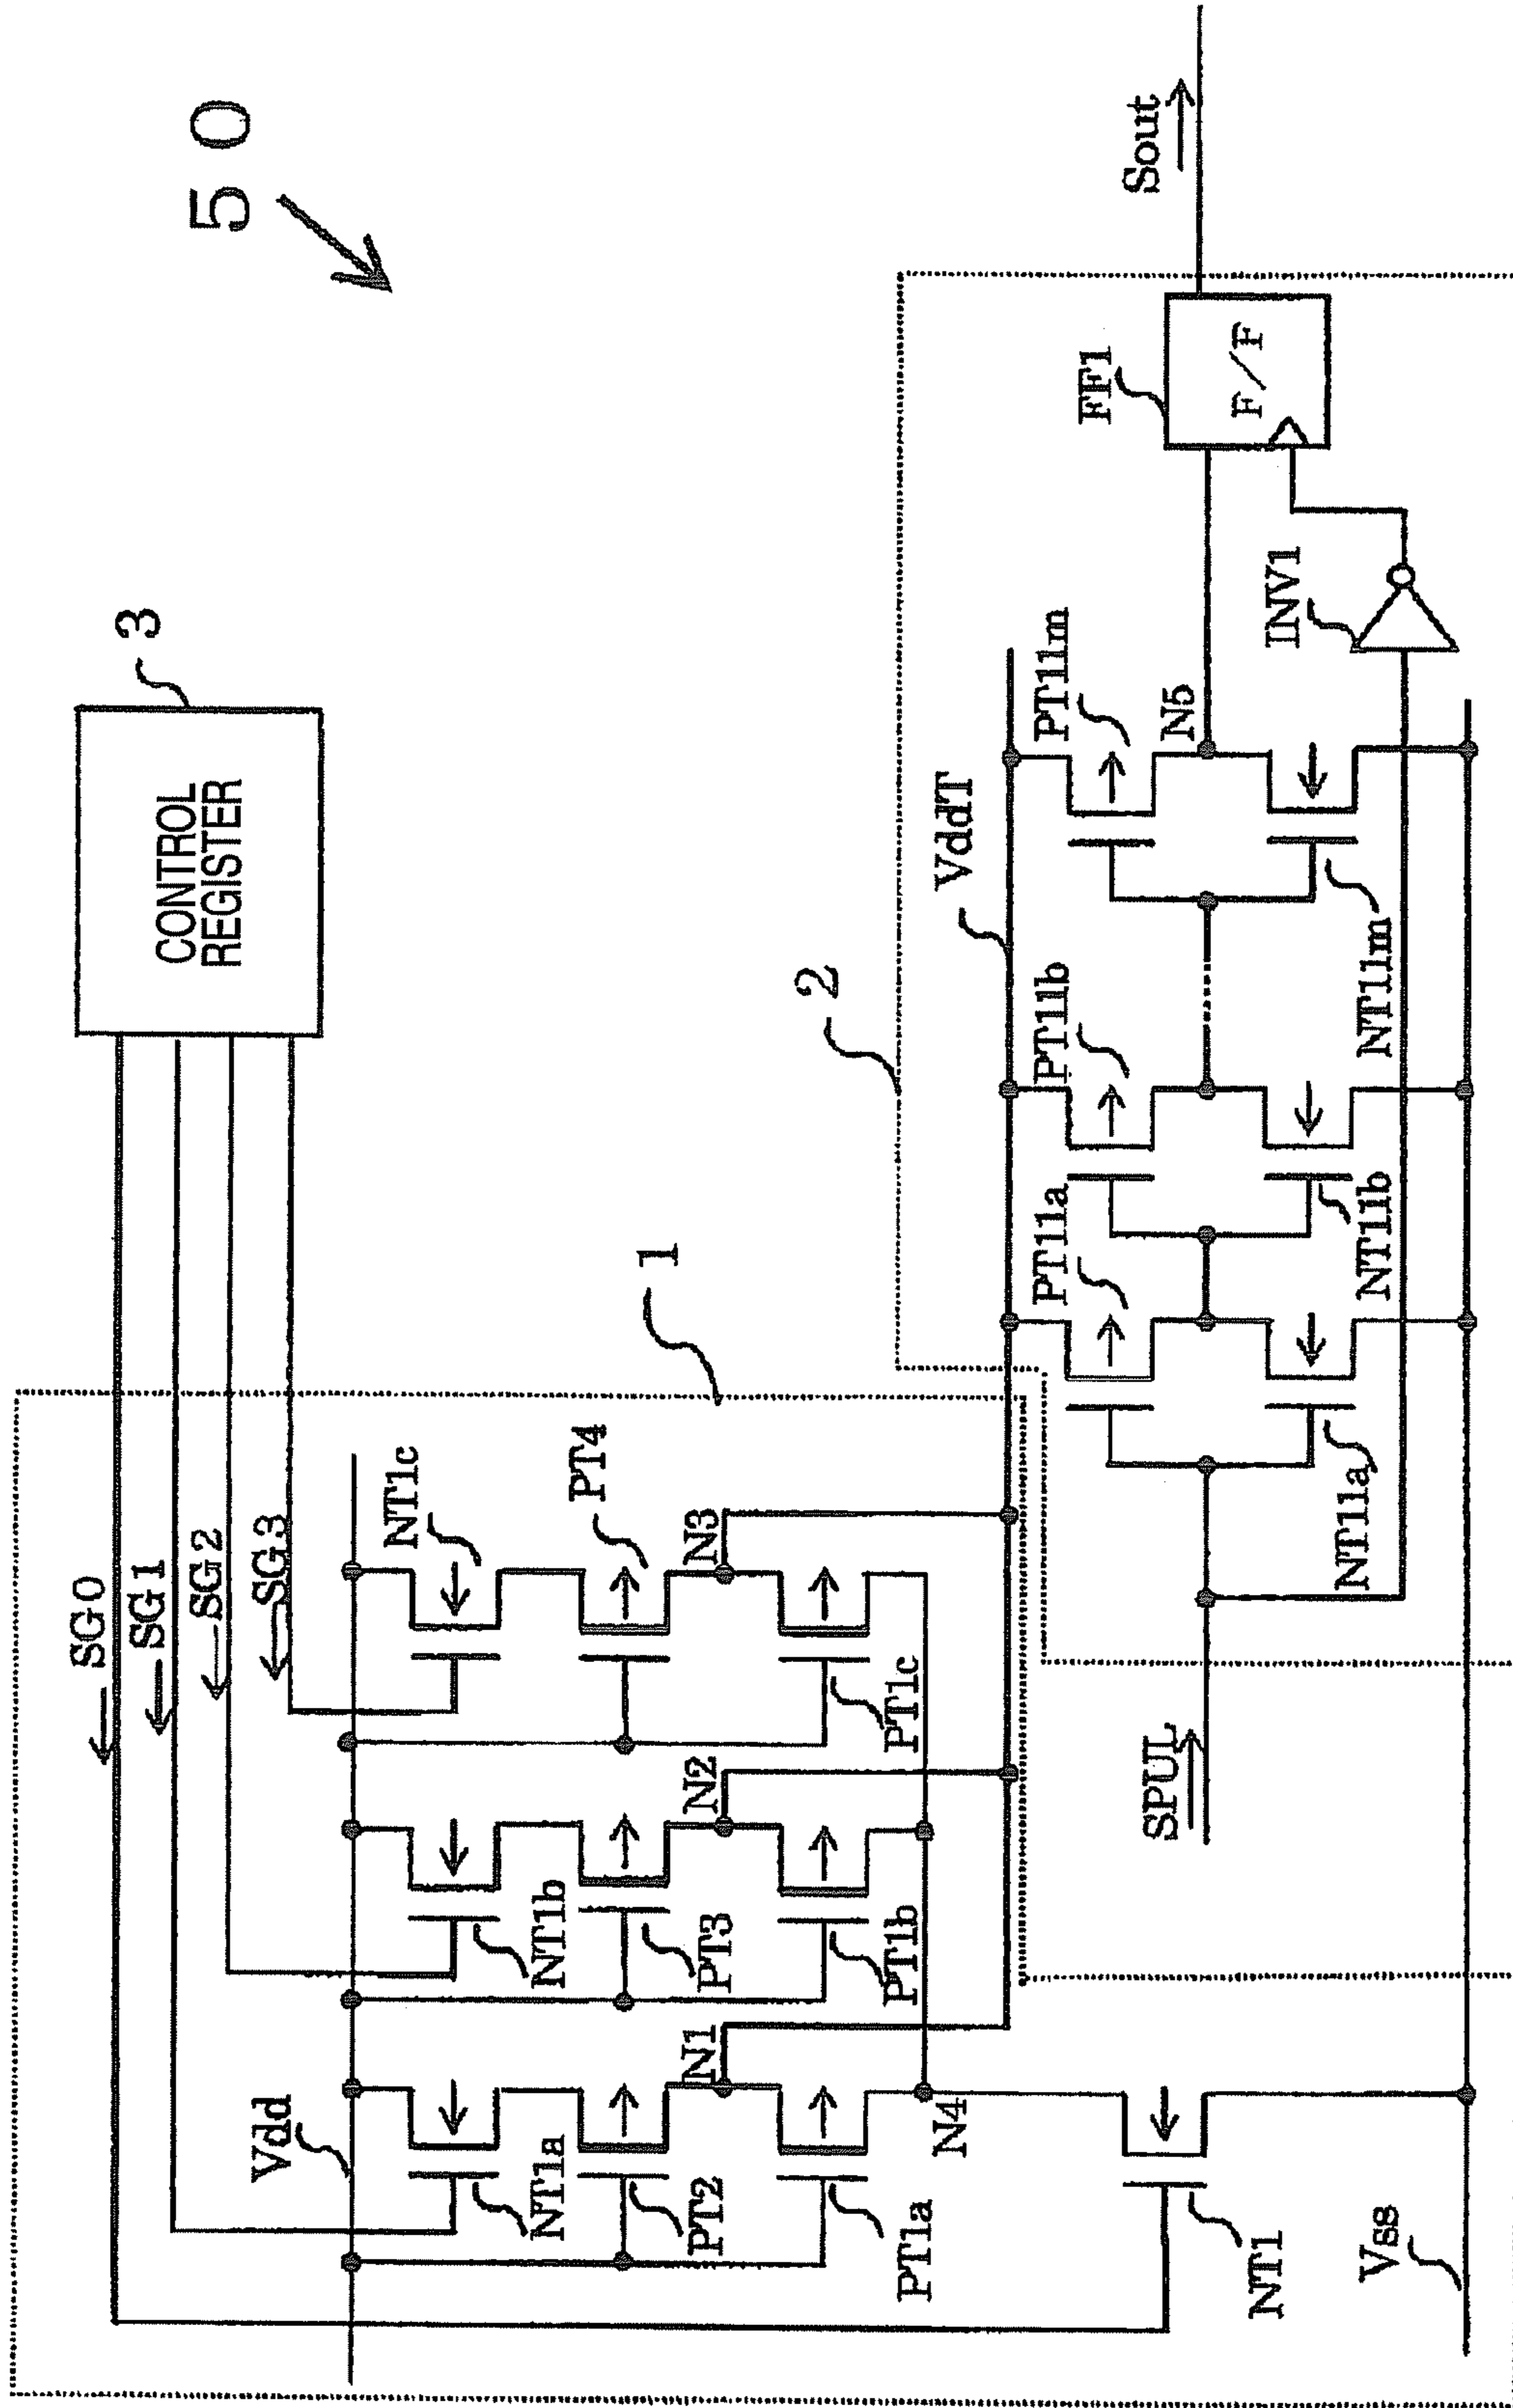 50
3
CONTROL
REGISTER
SG0
SG1
SG2
SG3
1
Vdd
NT1a
NT1b
NT1c
PT2
PT3
PT4
N1
N2
N3
PT1a
PT1b
PT1c
N4
NT1
Vss
2
VddT
SPUL
PT11a
PT11b
PT11m
N5
NT11a
NT11b
NT11m
INV1
FF1
F/F
Sout